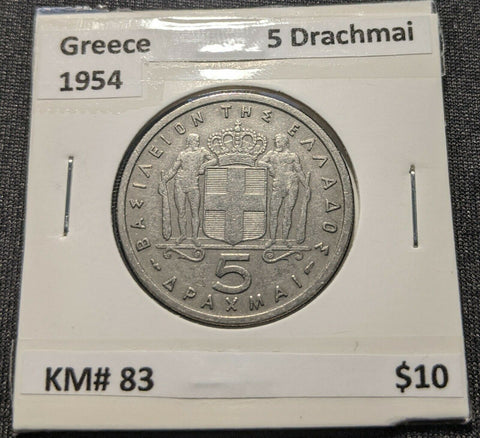 Greece 5 Drachmai
1954
ΒΑΣΙΛΕΙΟΝ ΤΗΣ ΕΛΛΑΔΟΣ
5
ΔΡΑΧΜΑΙ
KM# 83 $10